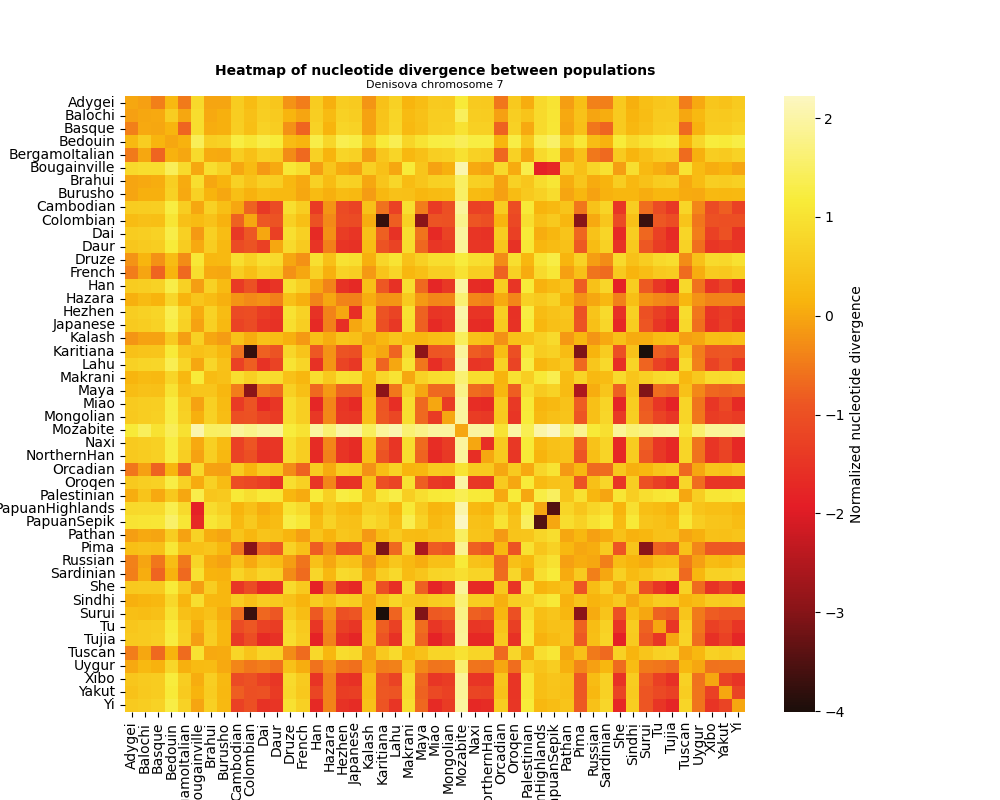 Heatmap of nucleotide divergence between populations
Denisova chromosome 7
Adygei
Balochi
Basque
Bedouin
BergamoItalian
Bougainville
Brahui
Burusho
Cambodian
Colombian
Dai
Daur
Druze
French
Han
Hazara
Hezhen
Japanese
Kalash
Karitiana
Lahu
Makrani
Maya
Miao
Mongolian
Mozabite
Naxi
NorthernHan
Orcadian
Oroqen
Palestinian
PapuanHighlands
PapuanSepik
Pathan
Pima
Russian
Sardinian
She
Sindhi
Surui
Tu
Tujia
Tuscan
Uygur
Xibo
Yakut
Yi
Adygei
Balochi
Basque
Bedouin
amoItalian
ougainville
Brahui
Burusho
Cambodian
Colombian
Dai
Daur
Druze
French
Han
Hazara
Hezhen
Japanese
Kalash
Karitiana
Lahu
Makrani
Maya
Miao
Mongolian
Mozabite
Naxi
orthernHan
Orcadian
Oroqen
Palestinian
nHighlands
apuanSepik
Pathan
Pima
Russian
Sardinian
She
Sindhi
Surui
Tu
Tujia
Tuscan
Uygur
Xibo
Yakut
Yi
2
1
0
−1
−2
−3
−4
Normalized nucleotide divergence